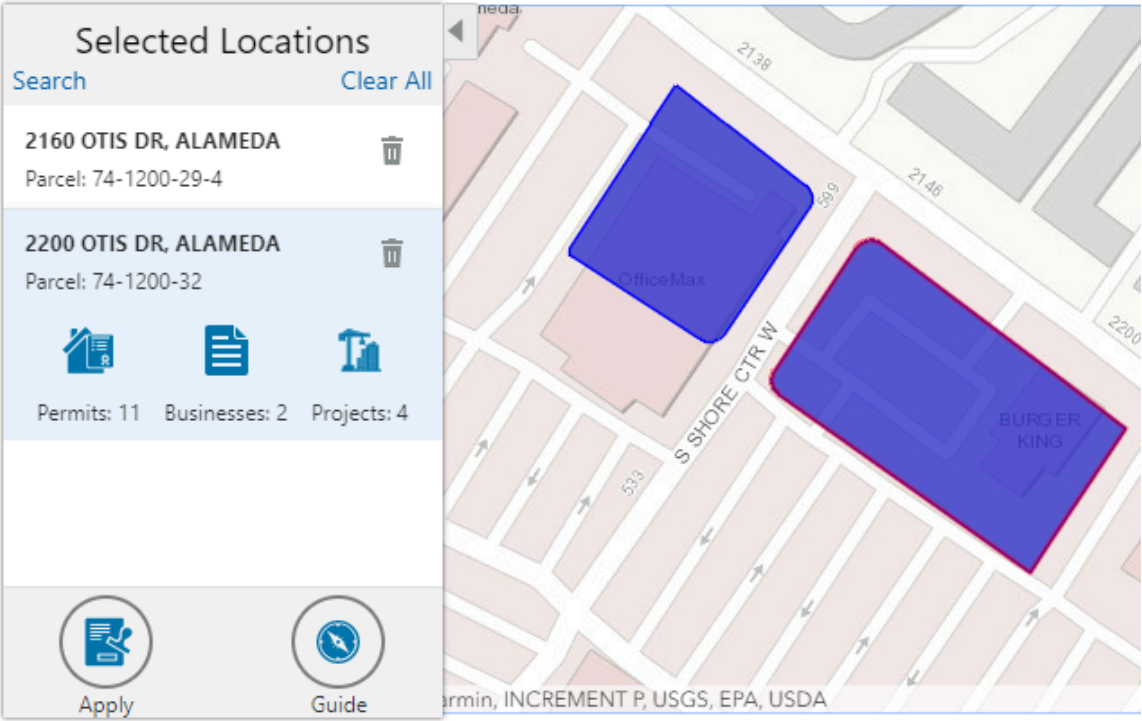 Selected Locations
Search
Clear All
2160 OTIS DR, ALAMEDA
Parcel: 74-1200-29-4
2200 OTIS DR, ALAMEDA
Parcel: 74-1200-32
Permits: 11
Businesses: 2
Projects: 4
Apply
Guide
2138
599
2146
OfficeMax
2200
S SHORE CTR W
BURGER
KING
533
INCREMENT P, USGS, EPA, USDA